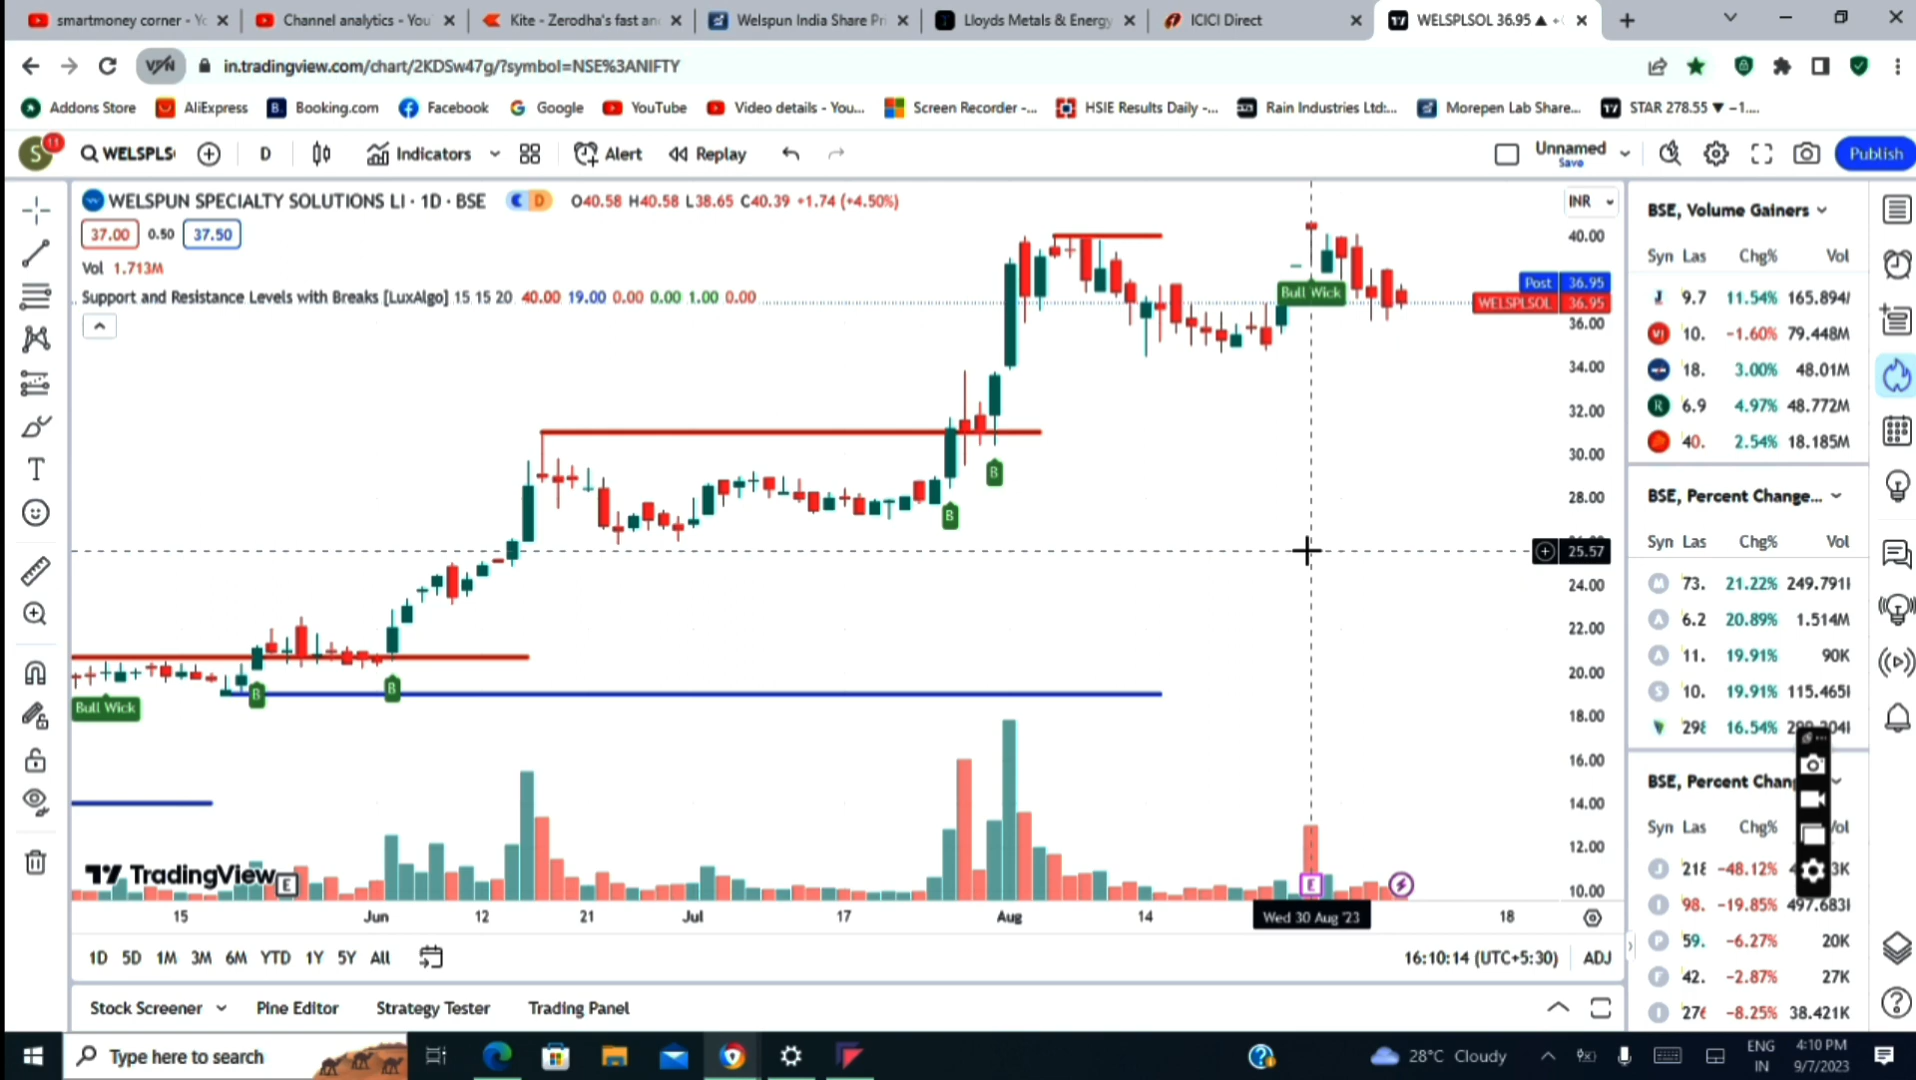 smartmoney corner - Yo
Channel analytics - You
Kite - Zerodha's fast and
Welspun India Share Pri
Lloyds Metals & Energy
ICICI Direct
WELSPLSOL 36.95 ▲ +
VPN
in.tradingview.com/chart/2KDSw47g/?symbol=NSE%3ANIFTY
Addons Store
AliExpress
Booking.com
Facebook
Google
YouTube
Video details - You...
Screen Recorder -...
HSIE Results Daily -...
Rain Industries Ltd:...
Morepen Lab Share...
STAR 278.55 ▼ −1....
S 11
WELSPLS
D
Indicators
Alert
Replay
Unnamed
Save
Publish
WELSPUN SPECIALTY SOLUTIONS LI · 1D · BSE
D
O40.58 H40.58 L38.65 C40.39 +1.74 (+4.50%)
INR
37.00 0.50 37.50
Vol 1.713M
Support and Resistance Levels with Breaks [LuxAlgo] 15 15 20 40.00 19.00 0.00 0.00 1.00 0.00
40.00
Post 36.95
WELSPLSOL 36.95
36.00
34.00
32.00
30.00
28.00
25.57
24.00
22.00
20.00
18.00
16.00
14.00
12.00
10.00
Bull Wick
B
B
B
B
Bull Wick
TradingView
E
E
15 Jun 12 21 Jul 17 Aug 14 Wed 30 Aug '23 18
1D 5D 1M 3M 6M YTD 1Y 5Y All
16:10:14 (UTC+5:30) ADJ
Stock Screener Pine Editor Strategy Tester Trading Panel
BSE, Volume Gainers
Syn Las Chg% Vol
9.7 11.54% 165.894
10. −1.60% 79.448M
18. 3.00% 48.01M
R 6.9 4.97% 48.772M
40. 2.54% 18.185M
BSE, Percent Change...
Syn Las Chg% Vol
M 73. 21.22% 249.791
A 6.2 20.89% 1.514M
A 11. 19.91% 90K
S 10. 19.91% 115.465
298 16.54%
BSE, Percent Chan
Syn Las Chg% Vol
J 218 −48.12% 3K
I 98. −19.85% 497.683
P 59. −6.27% 20K
F 42. −2.87% 27K
I 276 −8.25% 38.421K
Type here to search
28°C Cloudy
ENG
IN
4:10 PM
9/7/2023